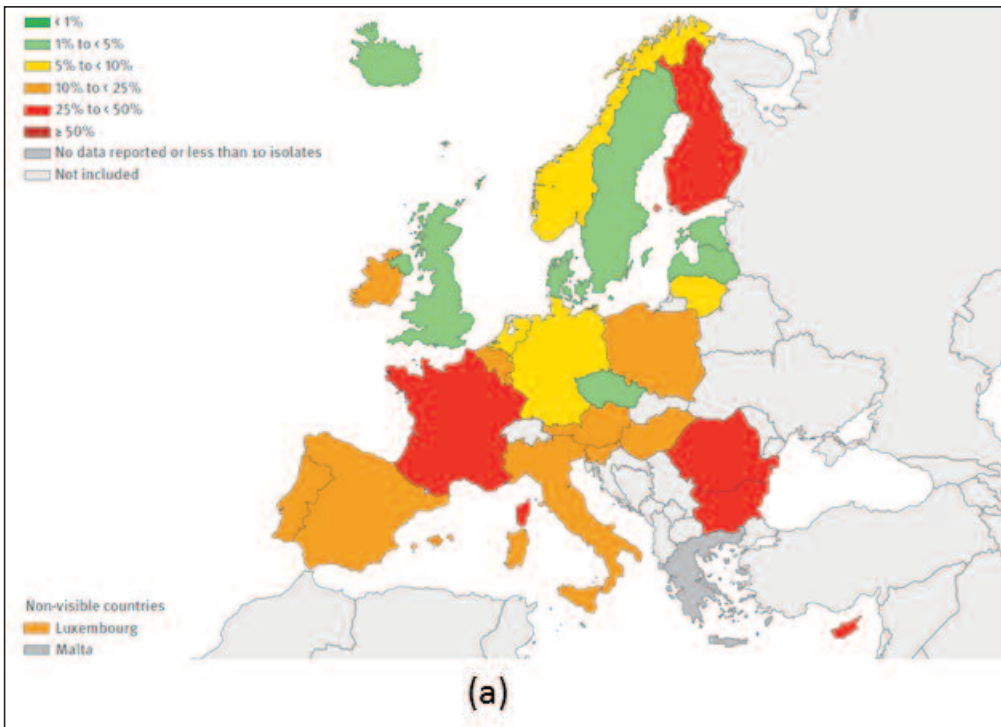 < 1%
1% to < 5%
5% to < 10%
10% to < 25%
25% to < 50%
≥ 50%
No data reported or less than 10 isolates
Not included
Non-visible countries
Luxembourg
Malta
(a)